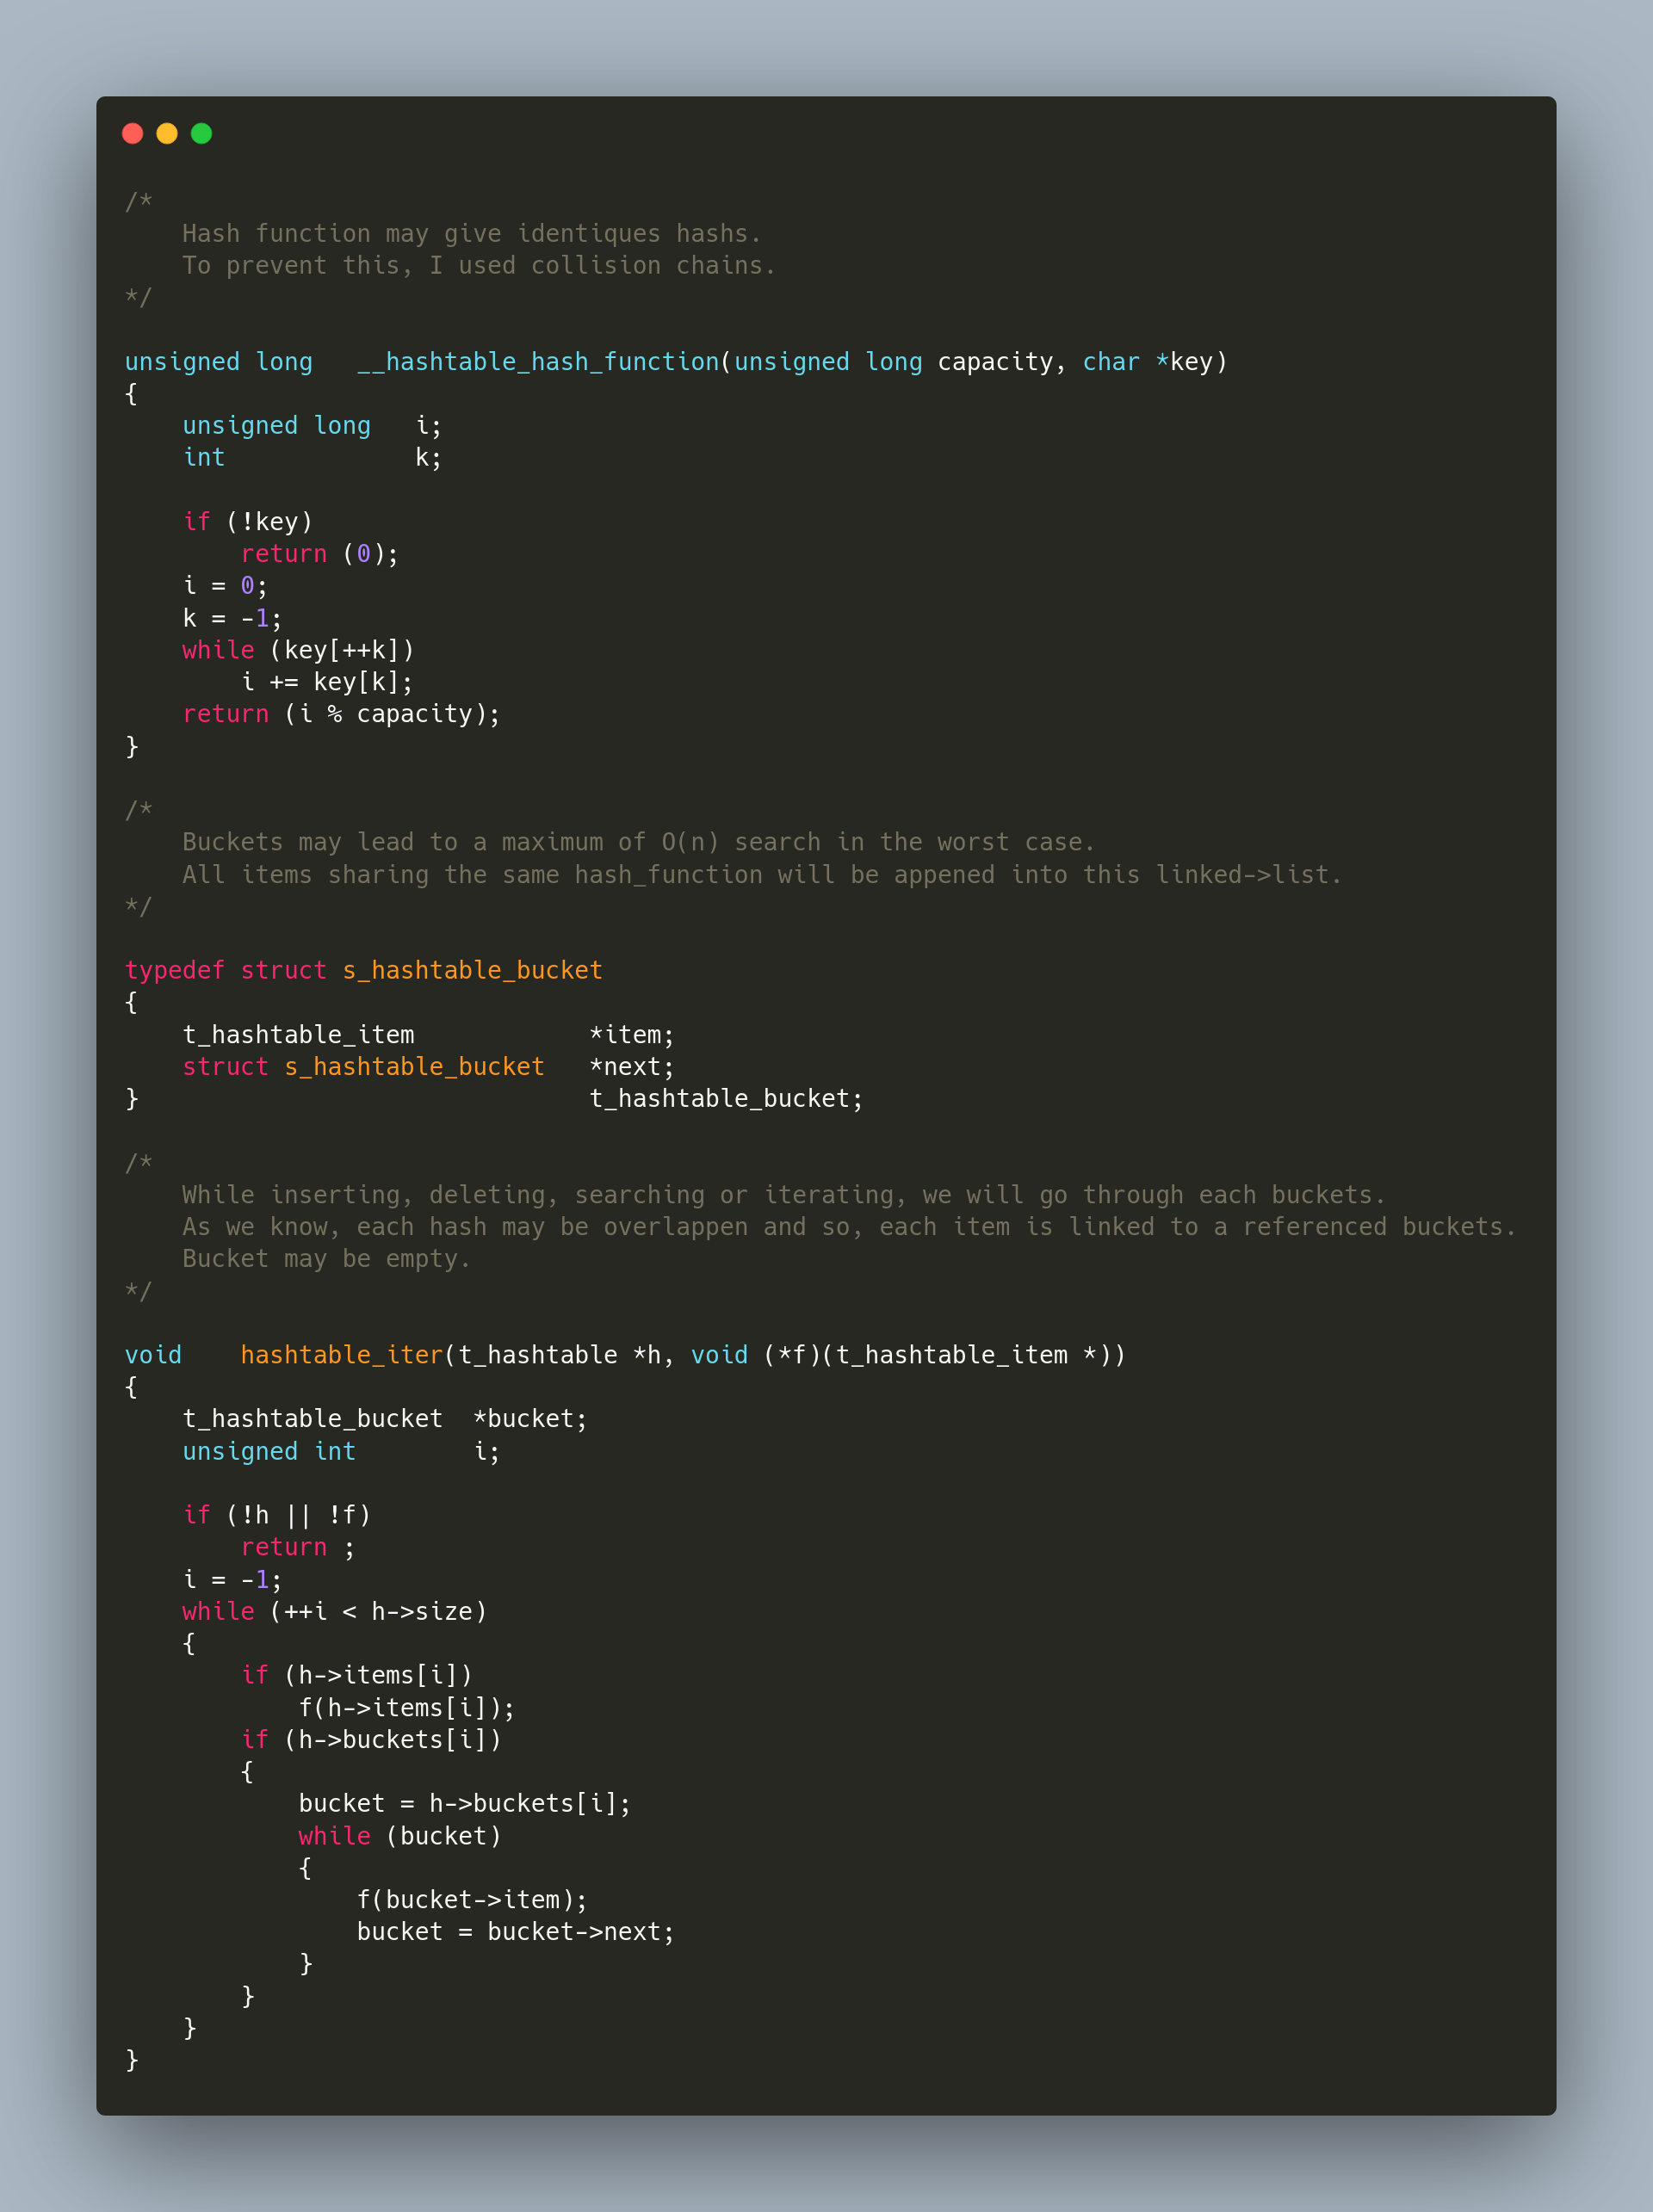 /*
    Hash function may give identiques hashs.
    To prevent this, I used collision chains.
*/

unsigned long   __hashtable_hash_function(unsigned long capacity, char *key)
{
    unsigned long   i;
    int             k;

    if (!key)
        return (0);
    i = 0;
    k = -1;
    while (key[++k])
        i += key[k];
    return (i % capacity);
}

/*
    Buckets may lead to a maximum of O(n) search in the worst case.
    All items sharing the same hash_function will be appened into this linked->list.
*/

typedef struct s_hashtable_bucket
{
    t_hashtable_item            *item;
    struct s_hashtable_bucket   *next;
}                               t_hashtable_bucket;

/*
    While inserting, deleting, searching or iterating, we will go through each buckets.
    As we know, each hash may be overlappen and so, each item is linked to a referenced buckets.
    Bucket may be empty.
*/

void    hashtable_iter(t_hashtable *h, void (*f)(t_hashtable_item *))
{
    t_hashtable_bucket  *bucket;
    unsigned int        i;

    if (!h || !f)
        return ;
    i = -1;
    while (++i < h->size)
    {
        if (h->items[i])
            f(h->items[i]);
        if (h->buckets[i])
        {
            bucket = h->buckets[i];
            while (bucket)
            {
                f(bucket->item);
                bucket = bucket->next;
            }
        }
    }
}